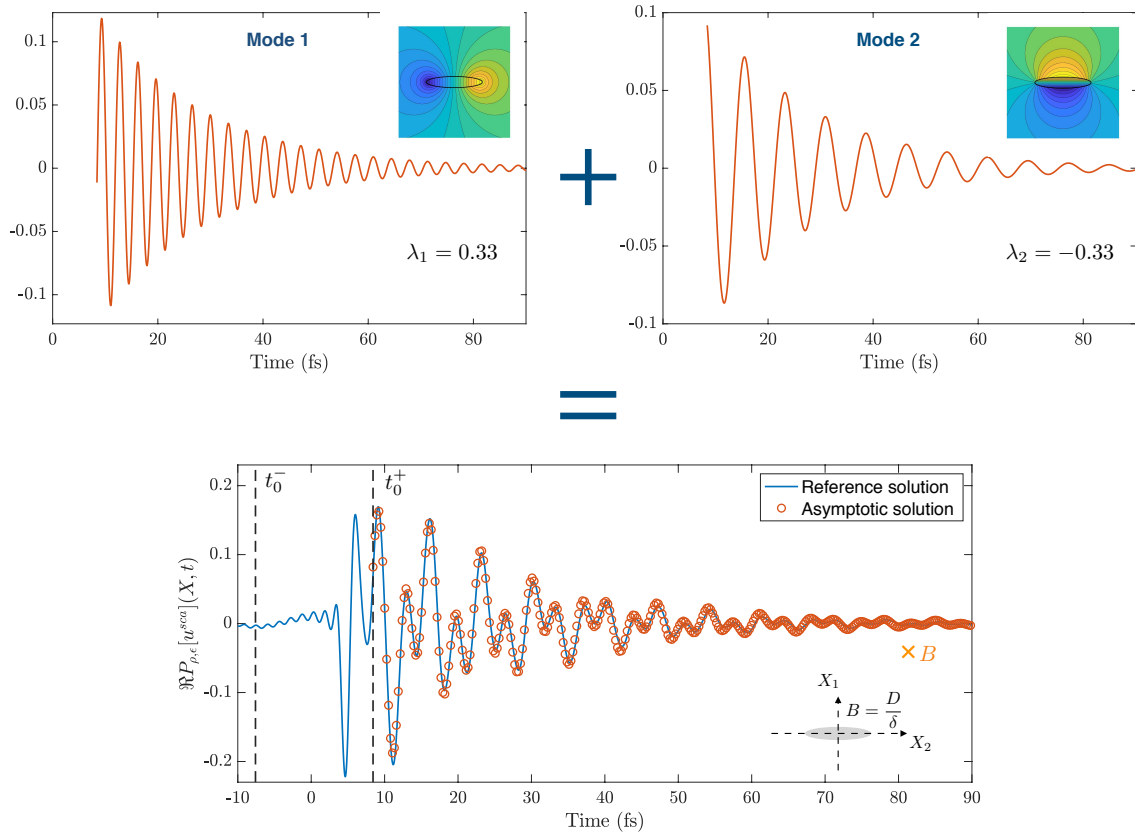 Mode 1
0.1
0.05
0
-0.05
-0.1
λ₁ = 0.33
0 20 40 60 80
Time (fs)
+
Mode 2
0.1
0.05
0
-0.05
-0.1
λ₂ = −0.33
0 20 40 60 80
Time (fs)
=
t₀⁻ t₀⁺
Reference solution
Asymptotic solution
ℜP_{ρ,ϵ}[u^{sca}](X, t)
0.2
0.1
0
-0.1
-0.2
× B
X₁
B = D/δ
X₂
-10 0 10 20 30 40 50 60 70 80 90
Time (fs)